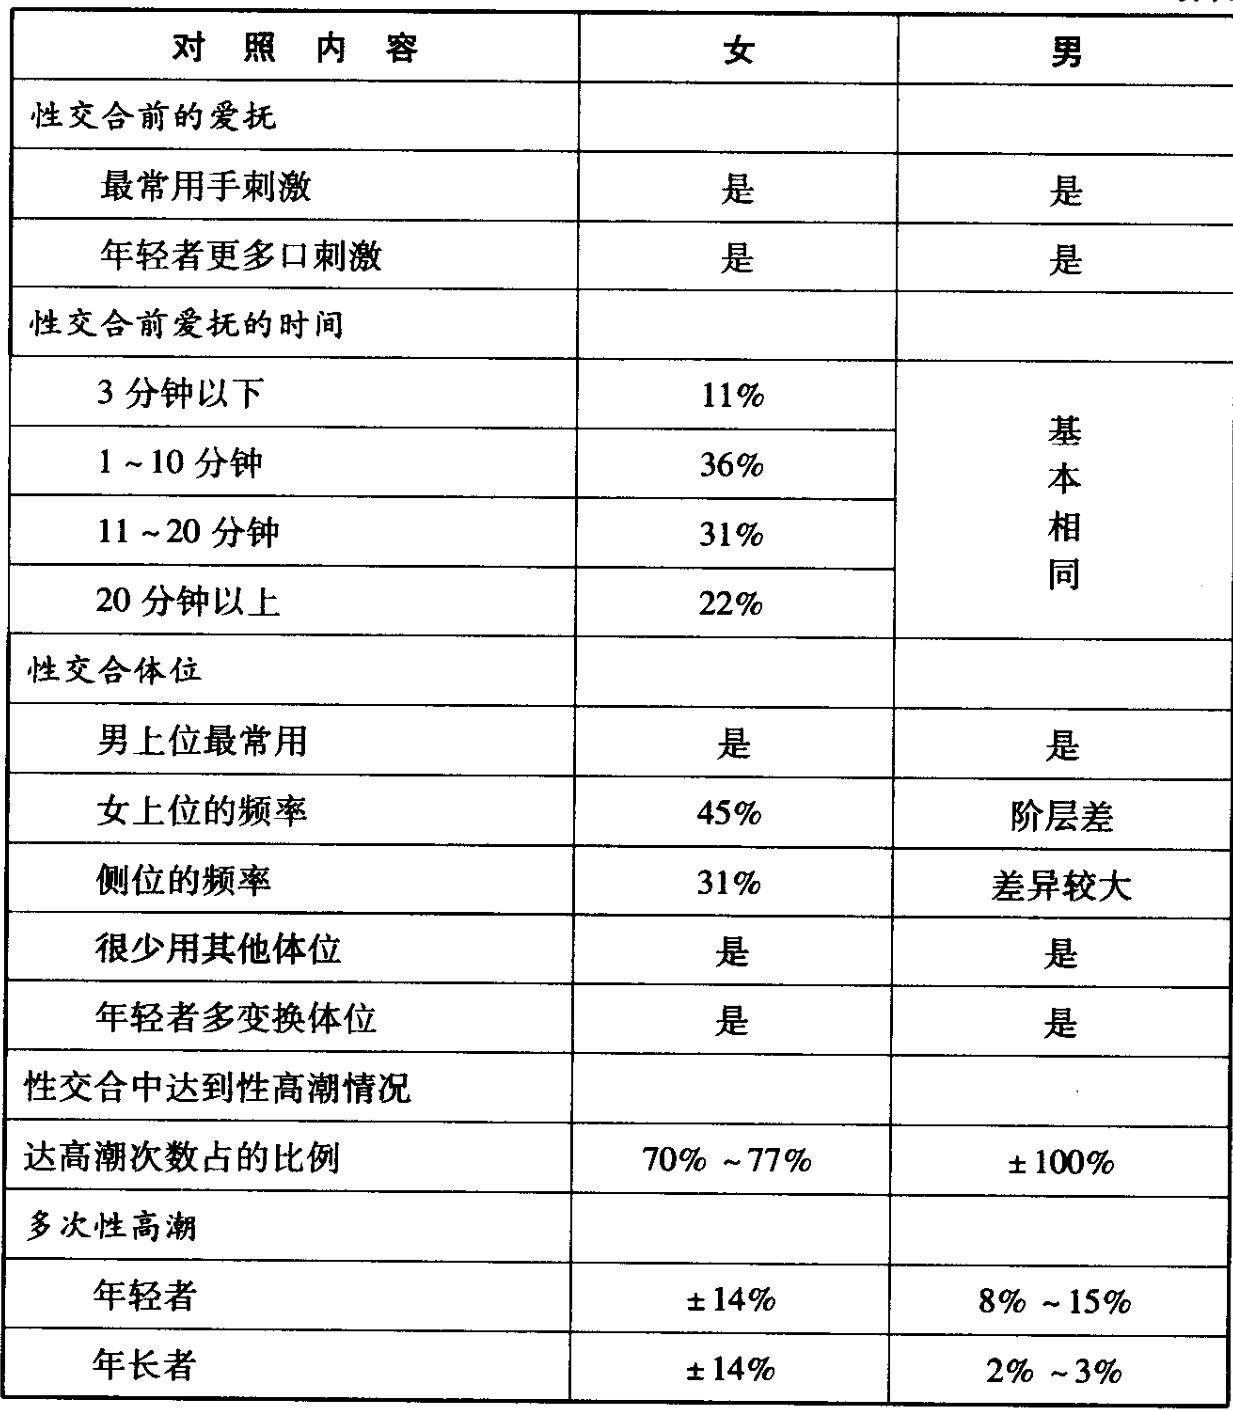 对照内容 女 男
性交合前的爱抚
最常用手刺激 是 是
年轻者更多口刺激 是 是
性交合前爱抚的时间
3 分钟以下 11%
1~10 分钟 36%
11~20 分钟 31%
20 分钟以上 22%
基本相同
性交合体位
男上位最常用 是 是
女上位的频率 45% 阶层差
侧位的频率 31% 差异较大
很少用其他体位 是 是
年轻者多变换体位 是 是
性交合中达到性高潮情况
达高潮次数占的比例 70% ~77% ±100%
多次性高潮
年轻者 ±14% 8% ~15%
年长者 ±14% 2% ~3%